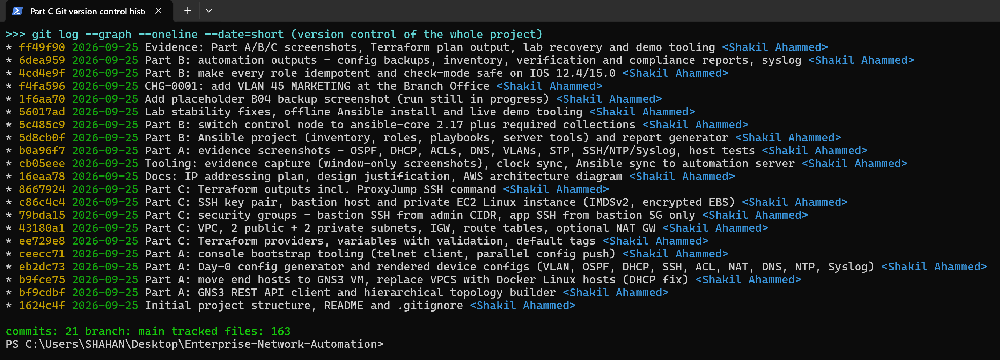 Part C Git version control hist
>>> git log --graph --oneline --date=short (version control of the whole project)
* ff49f90 2026-09-25 Evidence: Part A/B/C screenshots, Terraform plan output, lab recovery and demo tooling <Shakil Ahammed>
* 6dea959 2026-09-25 Part B: automation outputs - config backups, inventory, verification and compliance reports, syslog <Shakil Ahammed>
* 4cd4e9f 2026-09-25 Part B: make every role idempotent and check-mode safe on IOS 12.4/15.0 <Shakil Ahammed>
* f4fa596 2026-09-25 CHG-0001: add VLAN 45 MARKETING at the Branch Office <Shakil Ahammed>
* 1f6aa70 2026-09-25 Add placeholder B04 backup screenshot (run still in progress) <Shakil Ahammed>
* 56017ad 2026-09-25 Lab stability fixes, offline Ansible install and live demo tooling <Shakil Ahammed>
* 5c485c9 2026-09-25 Part B: switch control node to ansible-core 2.17 plus required collections <Shakil Ahammed>
* 5d8cb0f 2026-09-25 Part B: Ansible project (inventory, roles, playbooks, server tools) and report generator <Shakil Ahammed>
* b0a96f7 2026-09-25 Part A: evidence screenshots - OSPF, DHCP, ACLs, DNS, VLANs, STP, SSH/NTP/Syslog, host tests <Shakil Ahammed>
* cb05eee 2026-09-25 Tooling: evidence capture (window-only screenshots), clock sync, Ansible sync to automation server <Shakil Ahammed>
* 16eaa78 2026-09-25 Docs: IP addressing plan, design justification, AWS architecture diagram <Shakil Ahammed>
* 8667924 2026-09-25 Part C: Terraform outputs incl. ProxyJump SSH command <Shakil Ahammed>
* c86c4c4 2026-09-25 Part C: SSH key pair, bastion host and private EC2 Linux instance (IMDSv2, encrypted EBS) <Shakil Ahammed>
* 79bda15 2026-09-25 Part C: security groups - bastion SSH from admin CIDR, app SSH from bastion SG only <Shakil Ahammed>
* 43180a1 2026-09-25 Part C: VPC, 2 public + 2 private subnets, IGW, route tables, optional NAT GW <Shakil Ahammed>
* ee729e8 2026-09-25 Part C: Terraform providers, variables with validation, default tags <Shakil Ahammed>
* ceecc71 2026-09-25 Part A: console bootstrap tooling (telnet client, parallel config push) <Shakil Ahammed>
* eb2dc73 2026-09-25 Part A: Day-0 config generator and rendered device configs (VLAN, OSPF, DHCP, SSH, ACL, NAT, DNS, NTP, Syslog) <Shakil Ahammed>
* b9fce75 2026-09-25 Part A: move end hosts to GNS3 VM, replace VPCS with Docker Linux hosts (DHCP fix) <Shakil Ahammed>
* bf9cdbf 2026-09-25 Part A: GNS3 REST API client and hierarchical topology builder <Shakil Ahammed>
* 1624c4f 2026-09-25 Initial project structure, README and .gitignore <Shakil Ahammed>
commits: 21 branch: main tracked files: 163
PS C:\Users\SHAHAN\Desktop\Enterprise-Network-Automation>